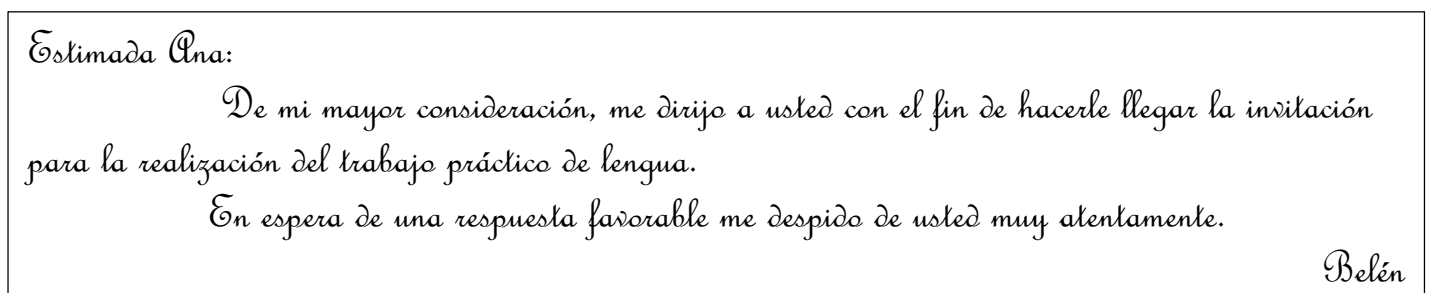 Estimada Ana:
De mi mayor consideración, me dirijo a usted con el fin de hacerle llegar la invitación
para la realización del trabajo práctico de lengua.
En espera de una respuesta favorable me despido de usted muy atentamente.
Belén